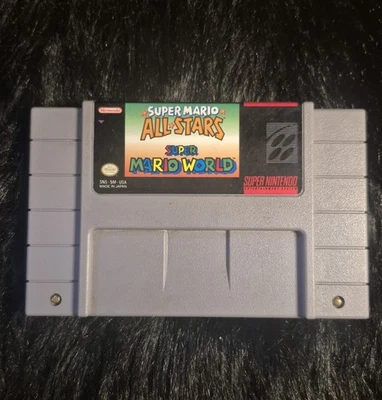 Nintendo
SUPER MARIO
ALL-STARS
SUPER
MARIO WORLD
SNS-5M-USA
MADE IN JAPAN
SUPER NINTENDO